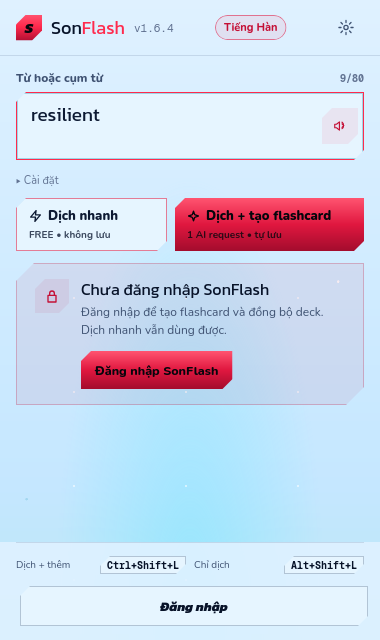 S SonFlash v1.6.4 Tiếng Hàn
Từ hoặc cụm từ 9/80
resilient
▸ Cài đặt
Dịch nhanh
FREE • không lưu
Dịch + tạo flashcard
1 AI request • tự lưu
Chưa đăng nhập SonFlash
Đăng nhập để tạo flashcard và đồng bộ deck.
Dịch nhanh vẫn dùng được.
Đăng nhập SonFlash
Dịch + thêm Ctrl+Shift+L Chỉ dịch Alt+Shift+L
Đăng nhập